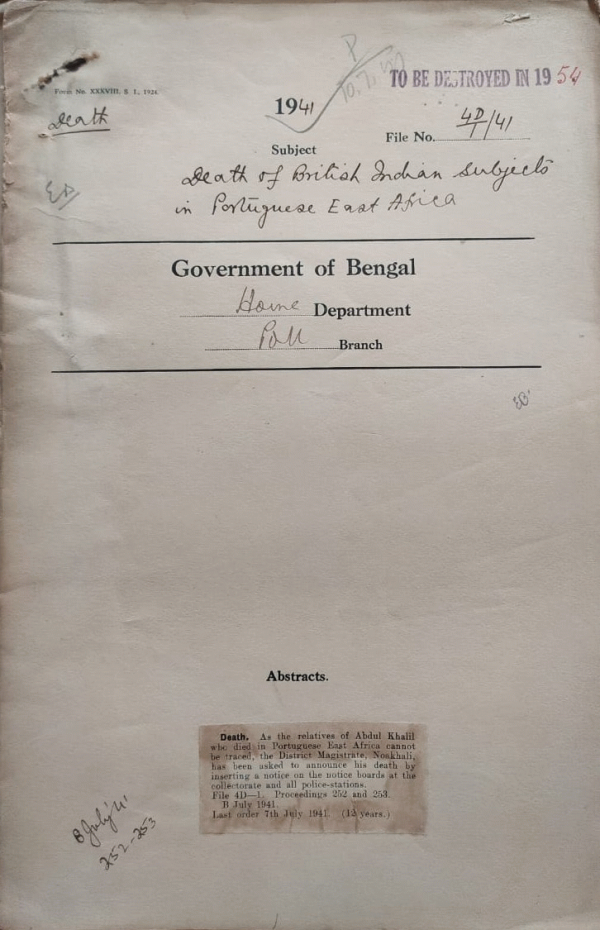 Form No. XXXVIII, S. I., 1924.
TO BE DESTROYED IN 19 54
P
Death
1941
File No. 4D/1/41
Subject
Death of British Indian Subjects
in Portuguese East Africa
Government of Bengal
Home Department
Poll Branch
Abstracts.
Death. As the relatives of Abdul Khalil
who died in Portuguese East Africa cannot
be traced, the District Magistrate, Noakhali,
has been asked to announce his death by
inserting a notice on the notice boards at the
collectorate and all police-stations.
File 4D—1. Proceedings 252 and 253.
B July 1941.
Last order 7th July 1941. (12 years.)
B July '41
252-253